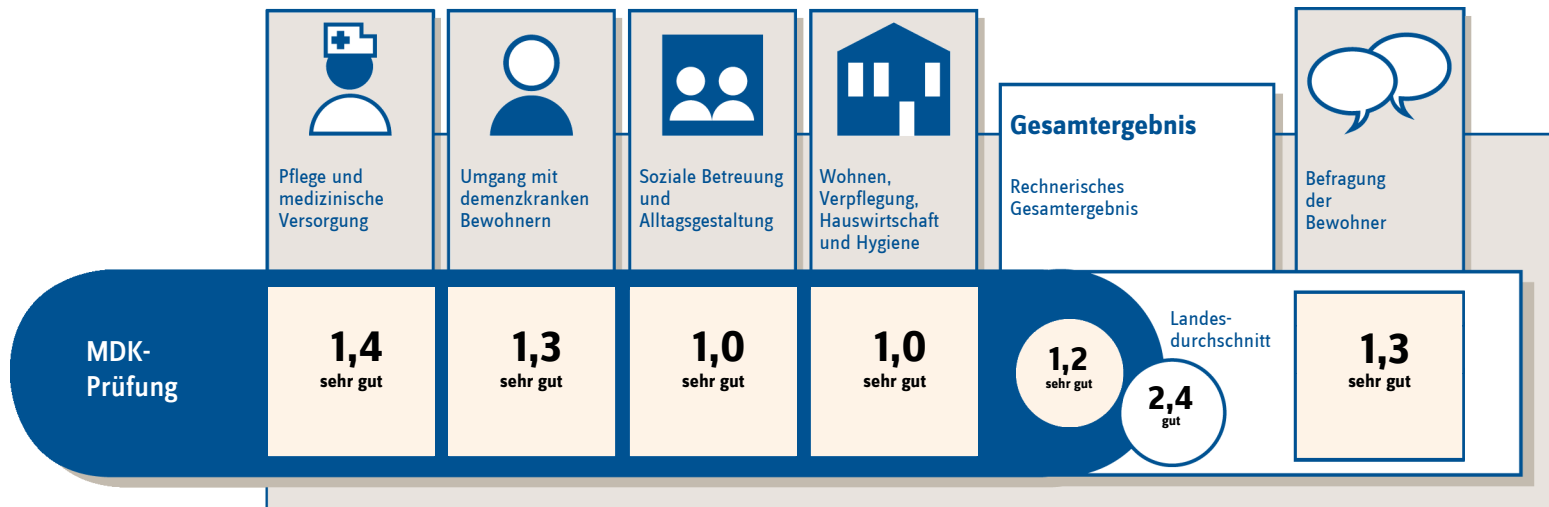 Pflege und
medizinische
Versorgung
Umgang mit
demenzkranken
Bewohnern
Soziale Betreuung
und
Alltagsgestaltung
Wohnen,
Verpflegung,
Hauswirtschaft
und Hygiene
Gesamtergebnis
Rechnerisches
Gesamtergebnis
Befragung
der
Bewohner
MDK-
Prüfung
1,4
sehr gut
1,3
sehr gut
1,0
sehr gut
1,0
sehr gut
1,2
sehr gut
Landes-
durchschnitt
2,4
gut
1,3
sehr gut